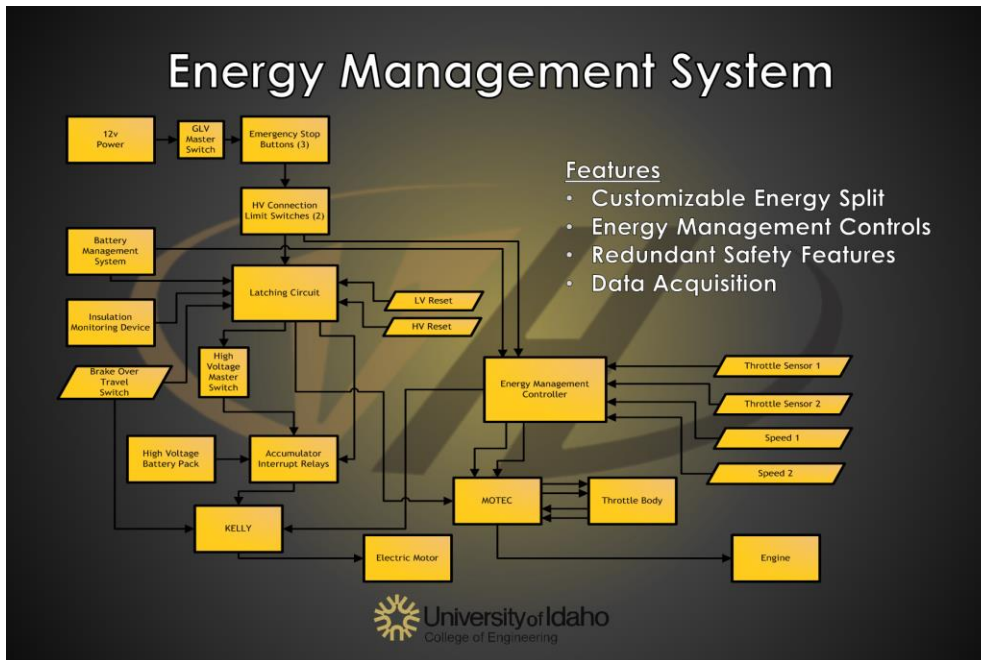 Energy Management System
12v
Power
GLV
Master
Switch
Emergency Stop
Buttons (3)
HV Connection
Limit Switches (2)
Features
• Customizable Energy Split
• Energy Management Controls
• Redundant Safety Features
• Data Acquisition
Battery
Management
System
Latching Circuit
LV Reset
HV Reset
Insulation
Monitoring Device
Brake Over
Travel
Switch
High
Voltage
Master
Switch
Energy Management
Controller
Throttle Sensor 1
Throttle Sensor 2
Speed 1
Speed 2
High Voltage
Battery Pack
Accumulator
Interrupt Relays
MOTEC
Throttle Body
KELLY
Electric Motor
Engine
University of Idaho
College of Engineering